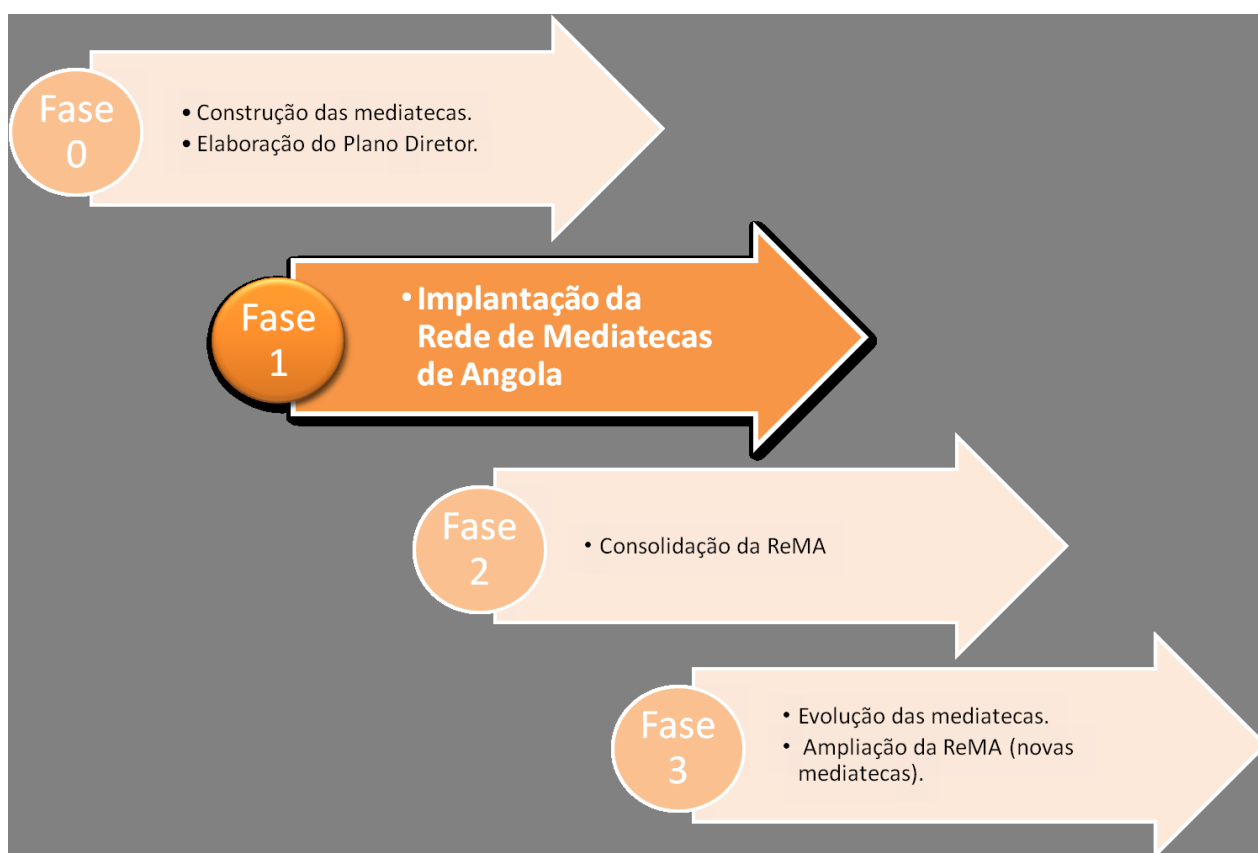 Fase
0
• Construção das mediatecas.
• Elaboração do Plano Diretor.
Fase
1
• Implantação da
Rede de Mediatecas
de Angola
Fase
2
• Consolidação da ReMA
Fase
3
• Evolução das mediatecas.
• Ampliação da ReMA (novas
mediatecas).